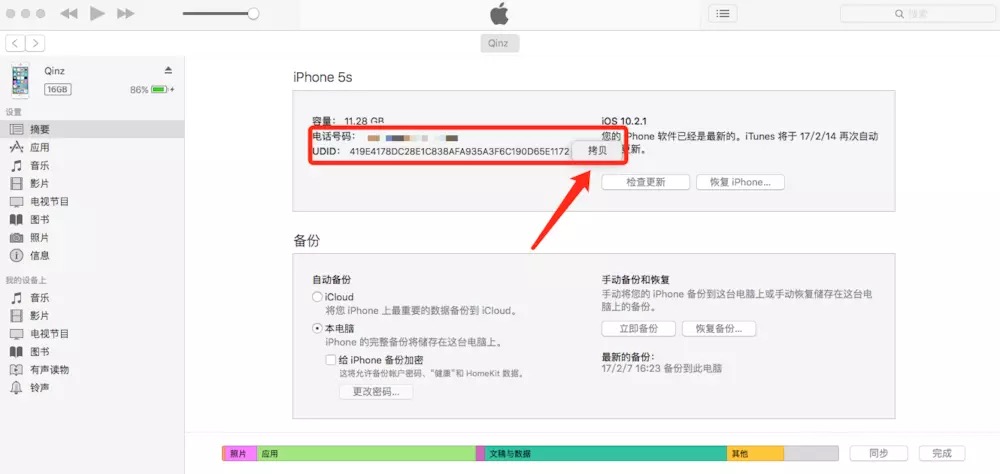 搜索
Qinz
Qinz
16GB
86%
设置
摘要
应用
音乐
影片
电视节目
图书
照片
信息
我的设备上
音乐
影片
电视节目
图书
有声读物
铃声
iPhone 5s
容量：11.28 GB
电话号码：
UDID： 419E4178DC28E1C838AFA935A3F6C190D65E1172
拷贝
iOS 10.2.1
您的 iPhone 软件已经是最新的。iTunes 将于 17/2/14 再次自动
更新。
检查更新
恢复 iPhone...
备份
自动备份
iCloud
将您 iPhone 上最重要的数据备份到 iCloud。
本电脑
iPhone 的完整备份将储存在这台电脑上。
给 iPhone 备份加密
这将允许备份帐户密码、“健康”和 HomeKit 数据。
更改密码...
手动备份和恢复
手动将您的 iPhone 备份到这台电脑上或手动恢复储存在这台电
脑上的备份。
立即备份
恢复备份...
最新的备份：
17/2/7 16:23 备份到此电脑
照片
应用
文稿与数据
其他
同步
完成